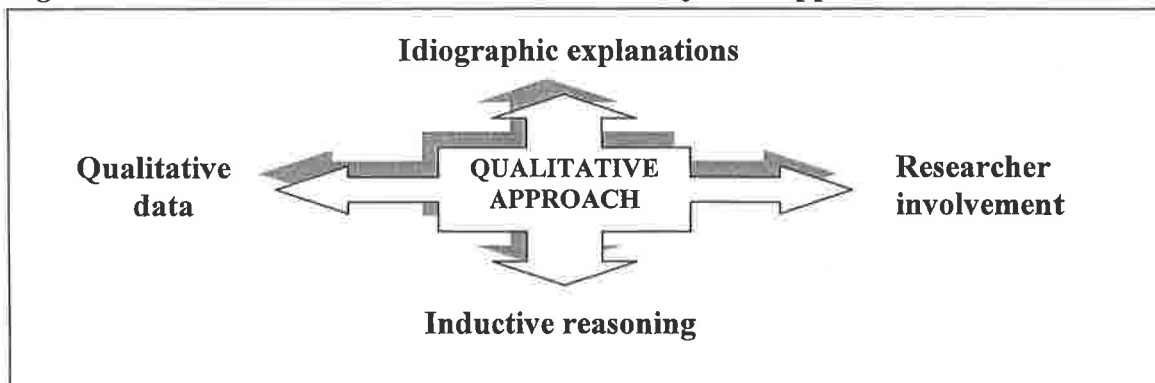 Idiographic explanations
Qualitative
data
QUALITATIVE
APPROACH
Researcher
involvement
Inductive reasoning